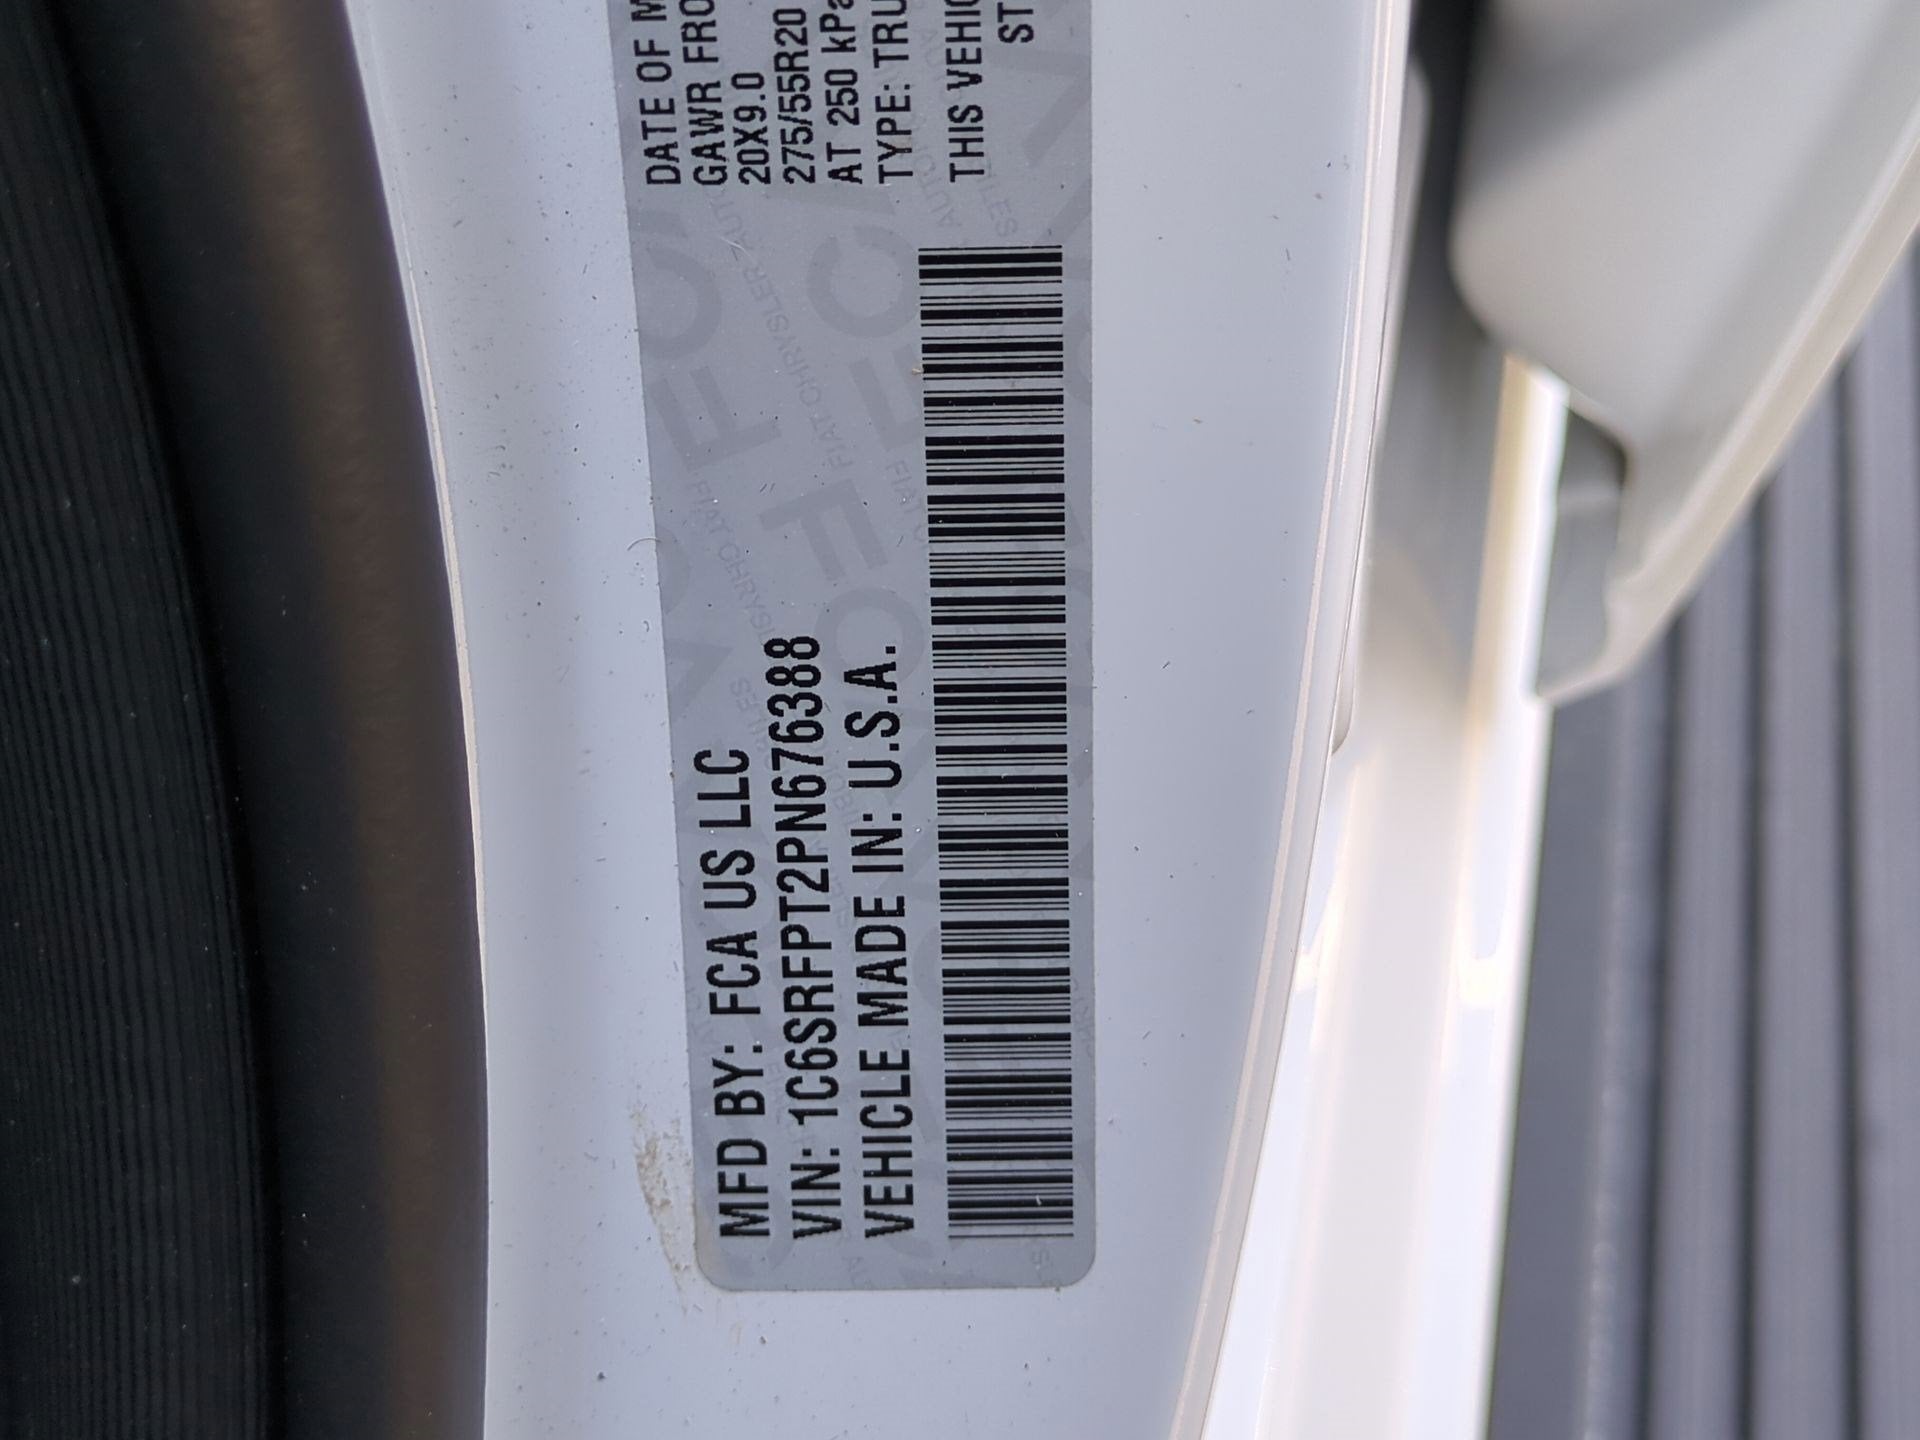 MFD BY: FCA US LLC
VIN: 1C6SRFPT2PN676388
VEHICLE MADE IN: U.S.A.
DATE OF M
GAWR FRO
20X9.0
275/55R20
AT 250 kPa
TYPE: TRU
THIS VEHIC
ST